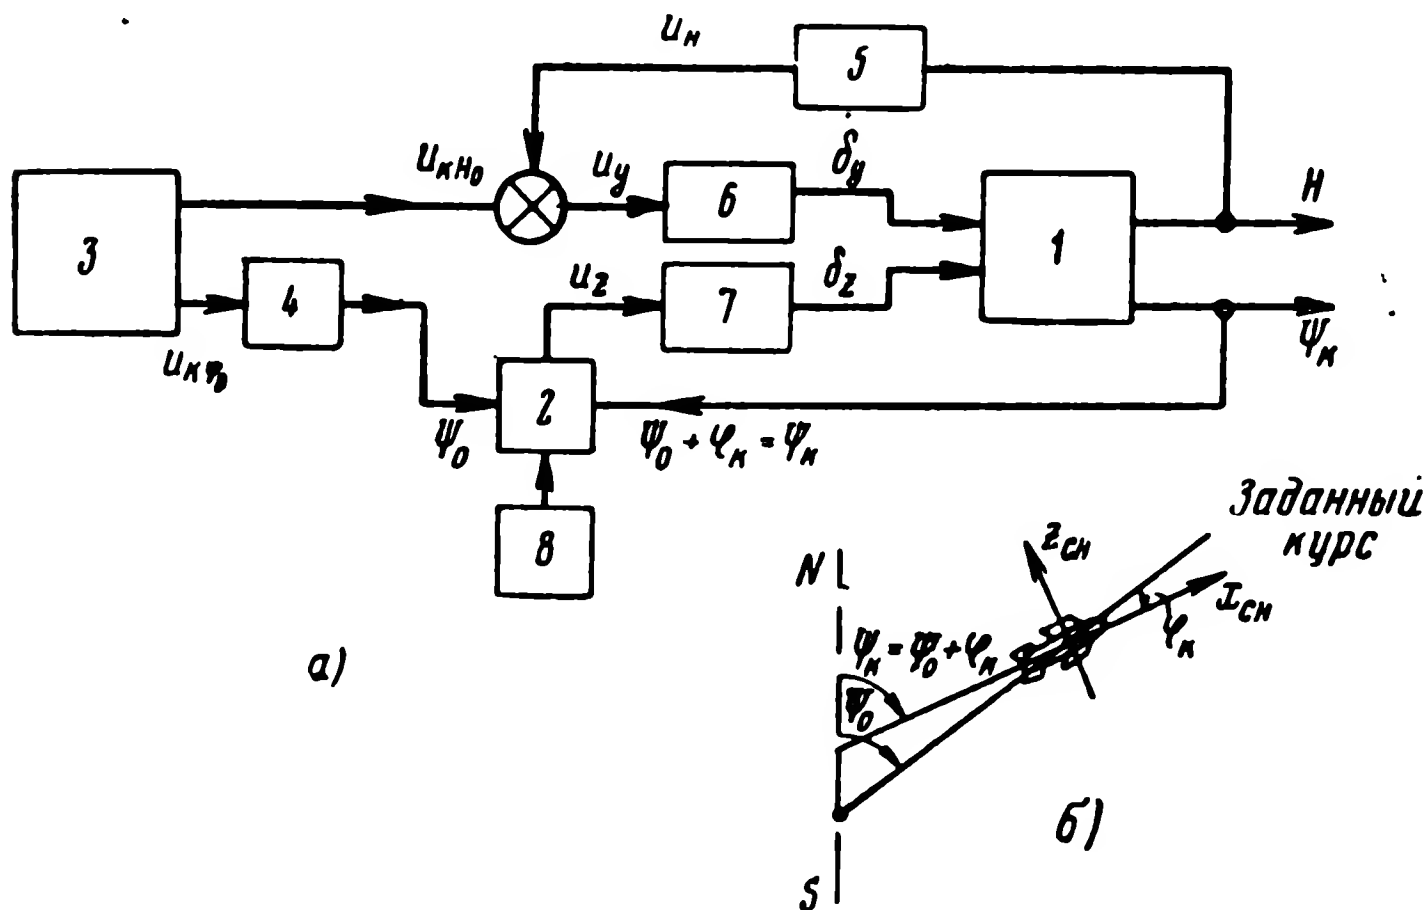 u_н
5
u_кН₀
u_y
δ_y
6
H
3
1
4
u_z
δ_z
7
u_кψ₀
Ψ_к
2
Ψ₀
Ψ₀ + φ_к = Ψ_к
8
Заданный
курс
z_сн
N
x_сн
φ_к
Ψ_к = Ψ₀ + φ_к
Ψ₀
а)
б)
S